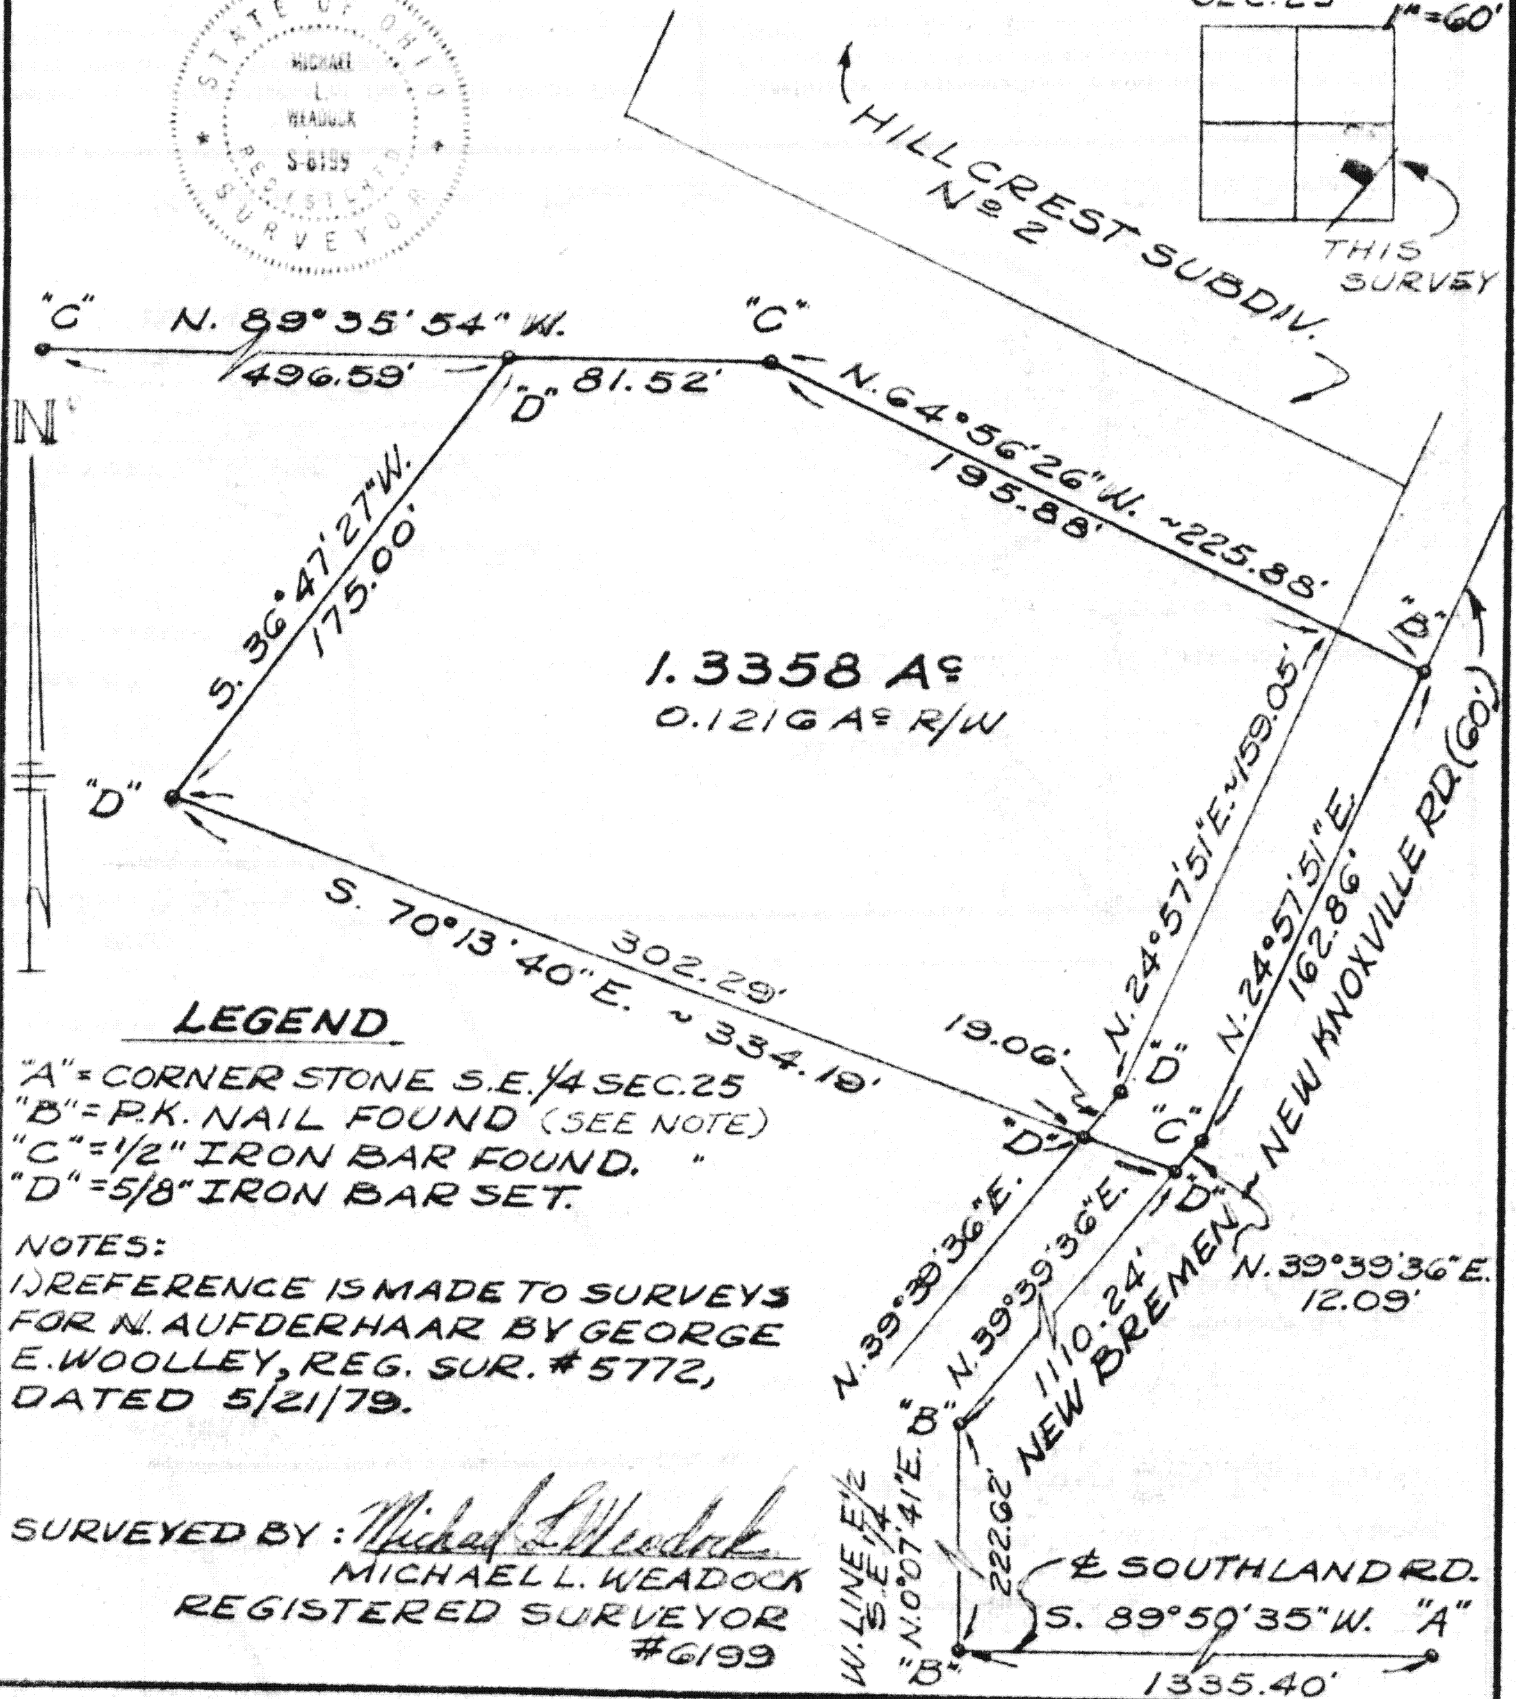 SEC. 25
1"=60'
STATE OF OHIO
MICHAEL
L.
WEADOCK
S-6199
REGISTERED
SURVEYOR
HILLCREST SUBDIV.
Nº 2
THIS
SURVEY
"C"
N. 89°35'54" W.
"C"
496.59'
"D"
81.52'
N
N. 64°56'26" W. ~225.88'
195.88'
S. 36°47'27" W.
175.00'
"B"
1.3358 Ac
0.1216 Ac R/W
"D"
N. 24°57'51" E. ~159.05'
N. 24°57'51" E.
162.86'
NEW BREMEN ~ NEW KNOXVILLE RD. (60')
302.29'
S. 70°13'40" E. ~ 334.19'
19.06'
"D"
"C"
"D"
"D"
LEGEND
"A"= CORNER STONE S.E. 1/4 SEC. 25
"B"= P.K. NAIL FOUND (SEE NOTE)
"C"= 1/2" IRON BAR FOUND. "
"D"= 5/8" IRON BAR SET.
NOTES:
1.) REFERENCE IS MADE TO SURVEYS
FOR N. AUFDERHAAR BY GEORGE
E. WOOLLEY, REG. SUR. #5772,
DATED 5/21/79.
N. 39°39'36" E.
N. 39°39'36" E.
1110.24'
N. 39°39'36" E.
12.09'
"B"
W. LINE E. 1/2
S.E. 1/4
N. 0°07'41" E.
222.62'
SURVEYED BY: Michael L. Weadock
MICHAEL L. WEADOCK
REGISTERED SURVEYOR
#6199
℄ SOUTHLAND RD.
S. 89°50'35" W. "A"
"B"
1335.40'